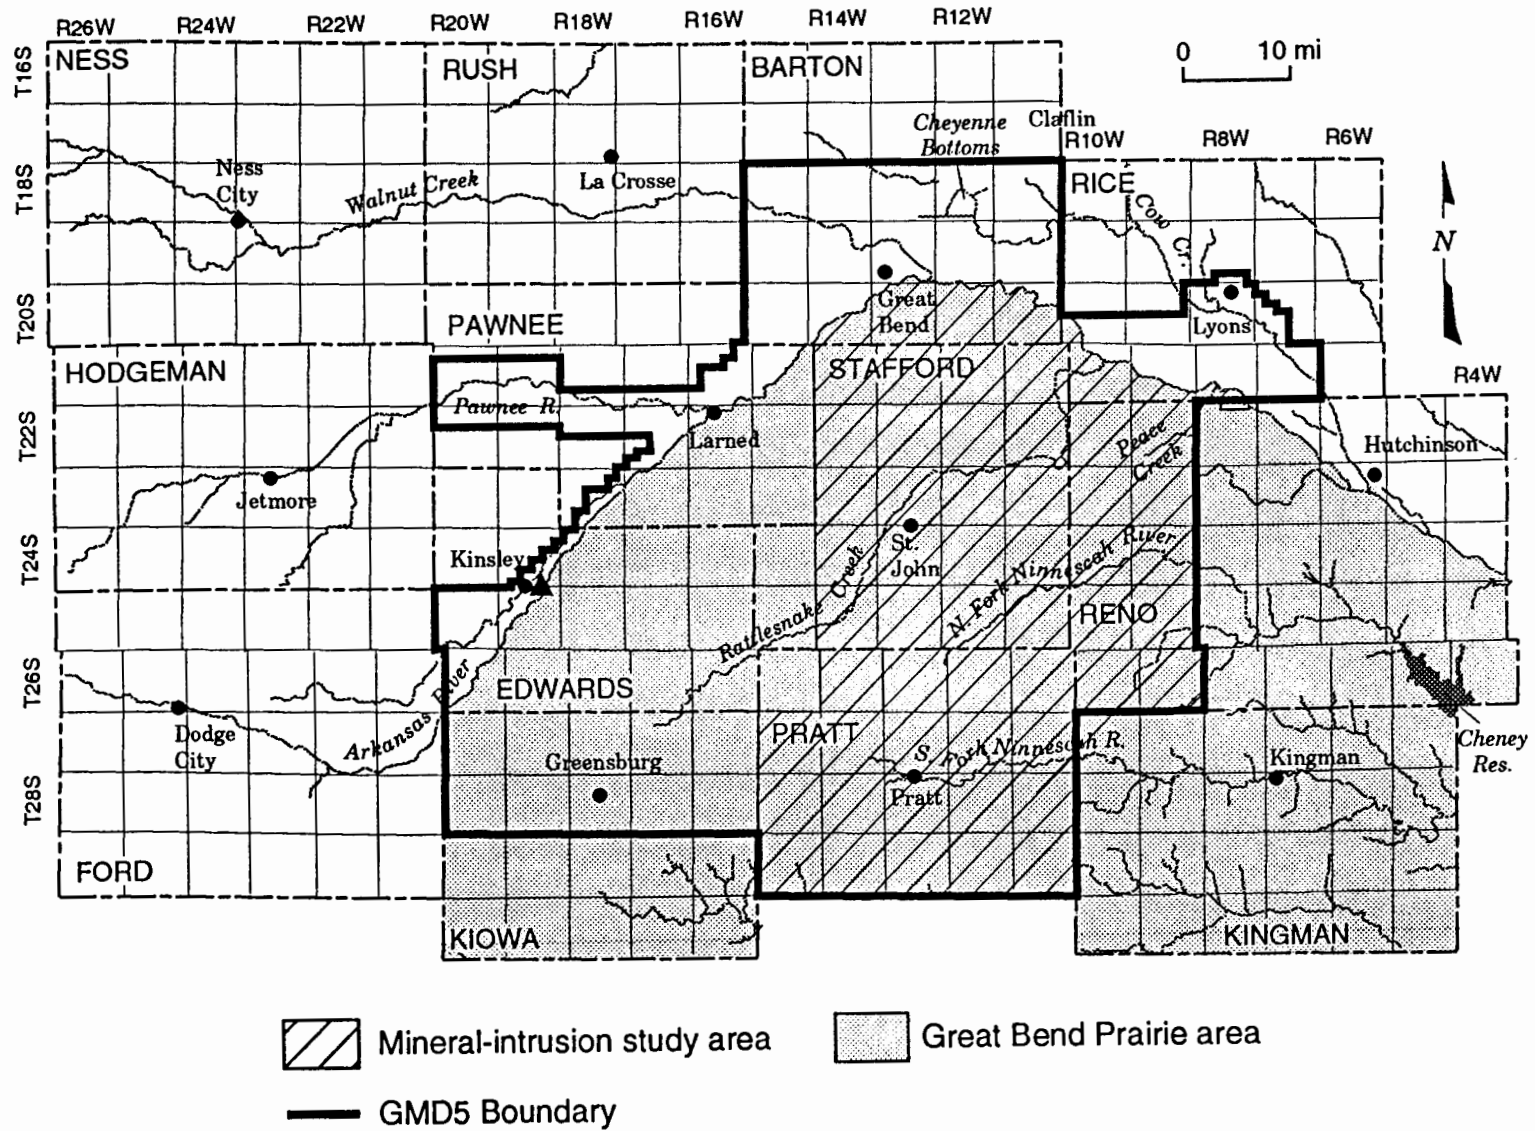 R26W R24W R22W R20W R18W R16W R14W R12W
0 10 mi
T16S
NESS
RUSH
BARTON
Cheyenne
Bottoms
Claflin
R10W R8W R6W
T18S
Ness
City
Walnut Creek
La Crosse
RICE
Cow Cr.
N
T20S
PAWNEE
Great
Bend
Lyons
HODGEMAN
STAFFORD
R4W
Pawnee R.
T22S
Larned
Peace
Creek
Hutchinson
Jetmore
T24S
Kinsley
St.
John
Rattlesnake Creek
N. Fork Ninnescah River
RENO
T26S
EDWARDS
Arkansas River
Dodge
City
PRATT
S. Fork Ninnescah R.
Cheney
Res.
Greensburg
Kingman
T28S
Pratt
FORD
KIOWA
KINGMAN
Mineral-intrusion study area
Great Bend Prairie area
GMD5 Boundary